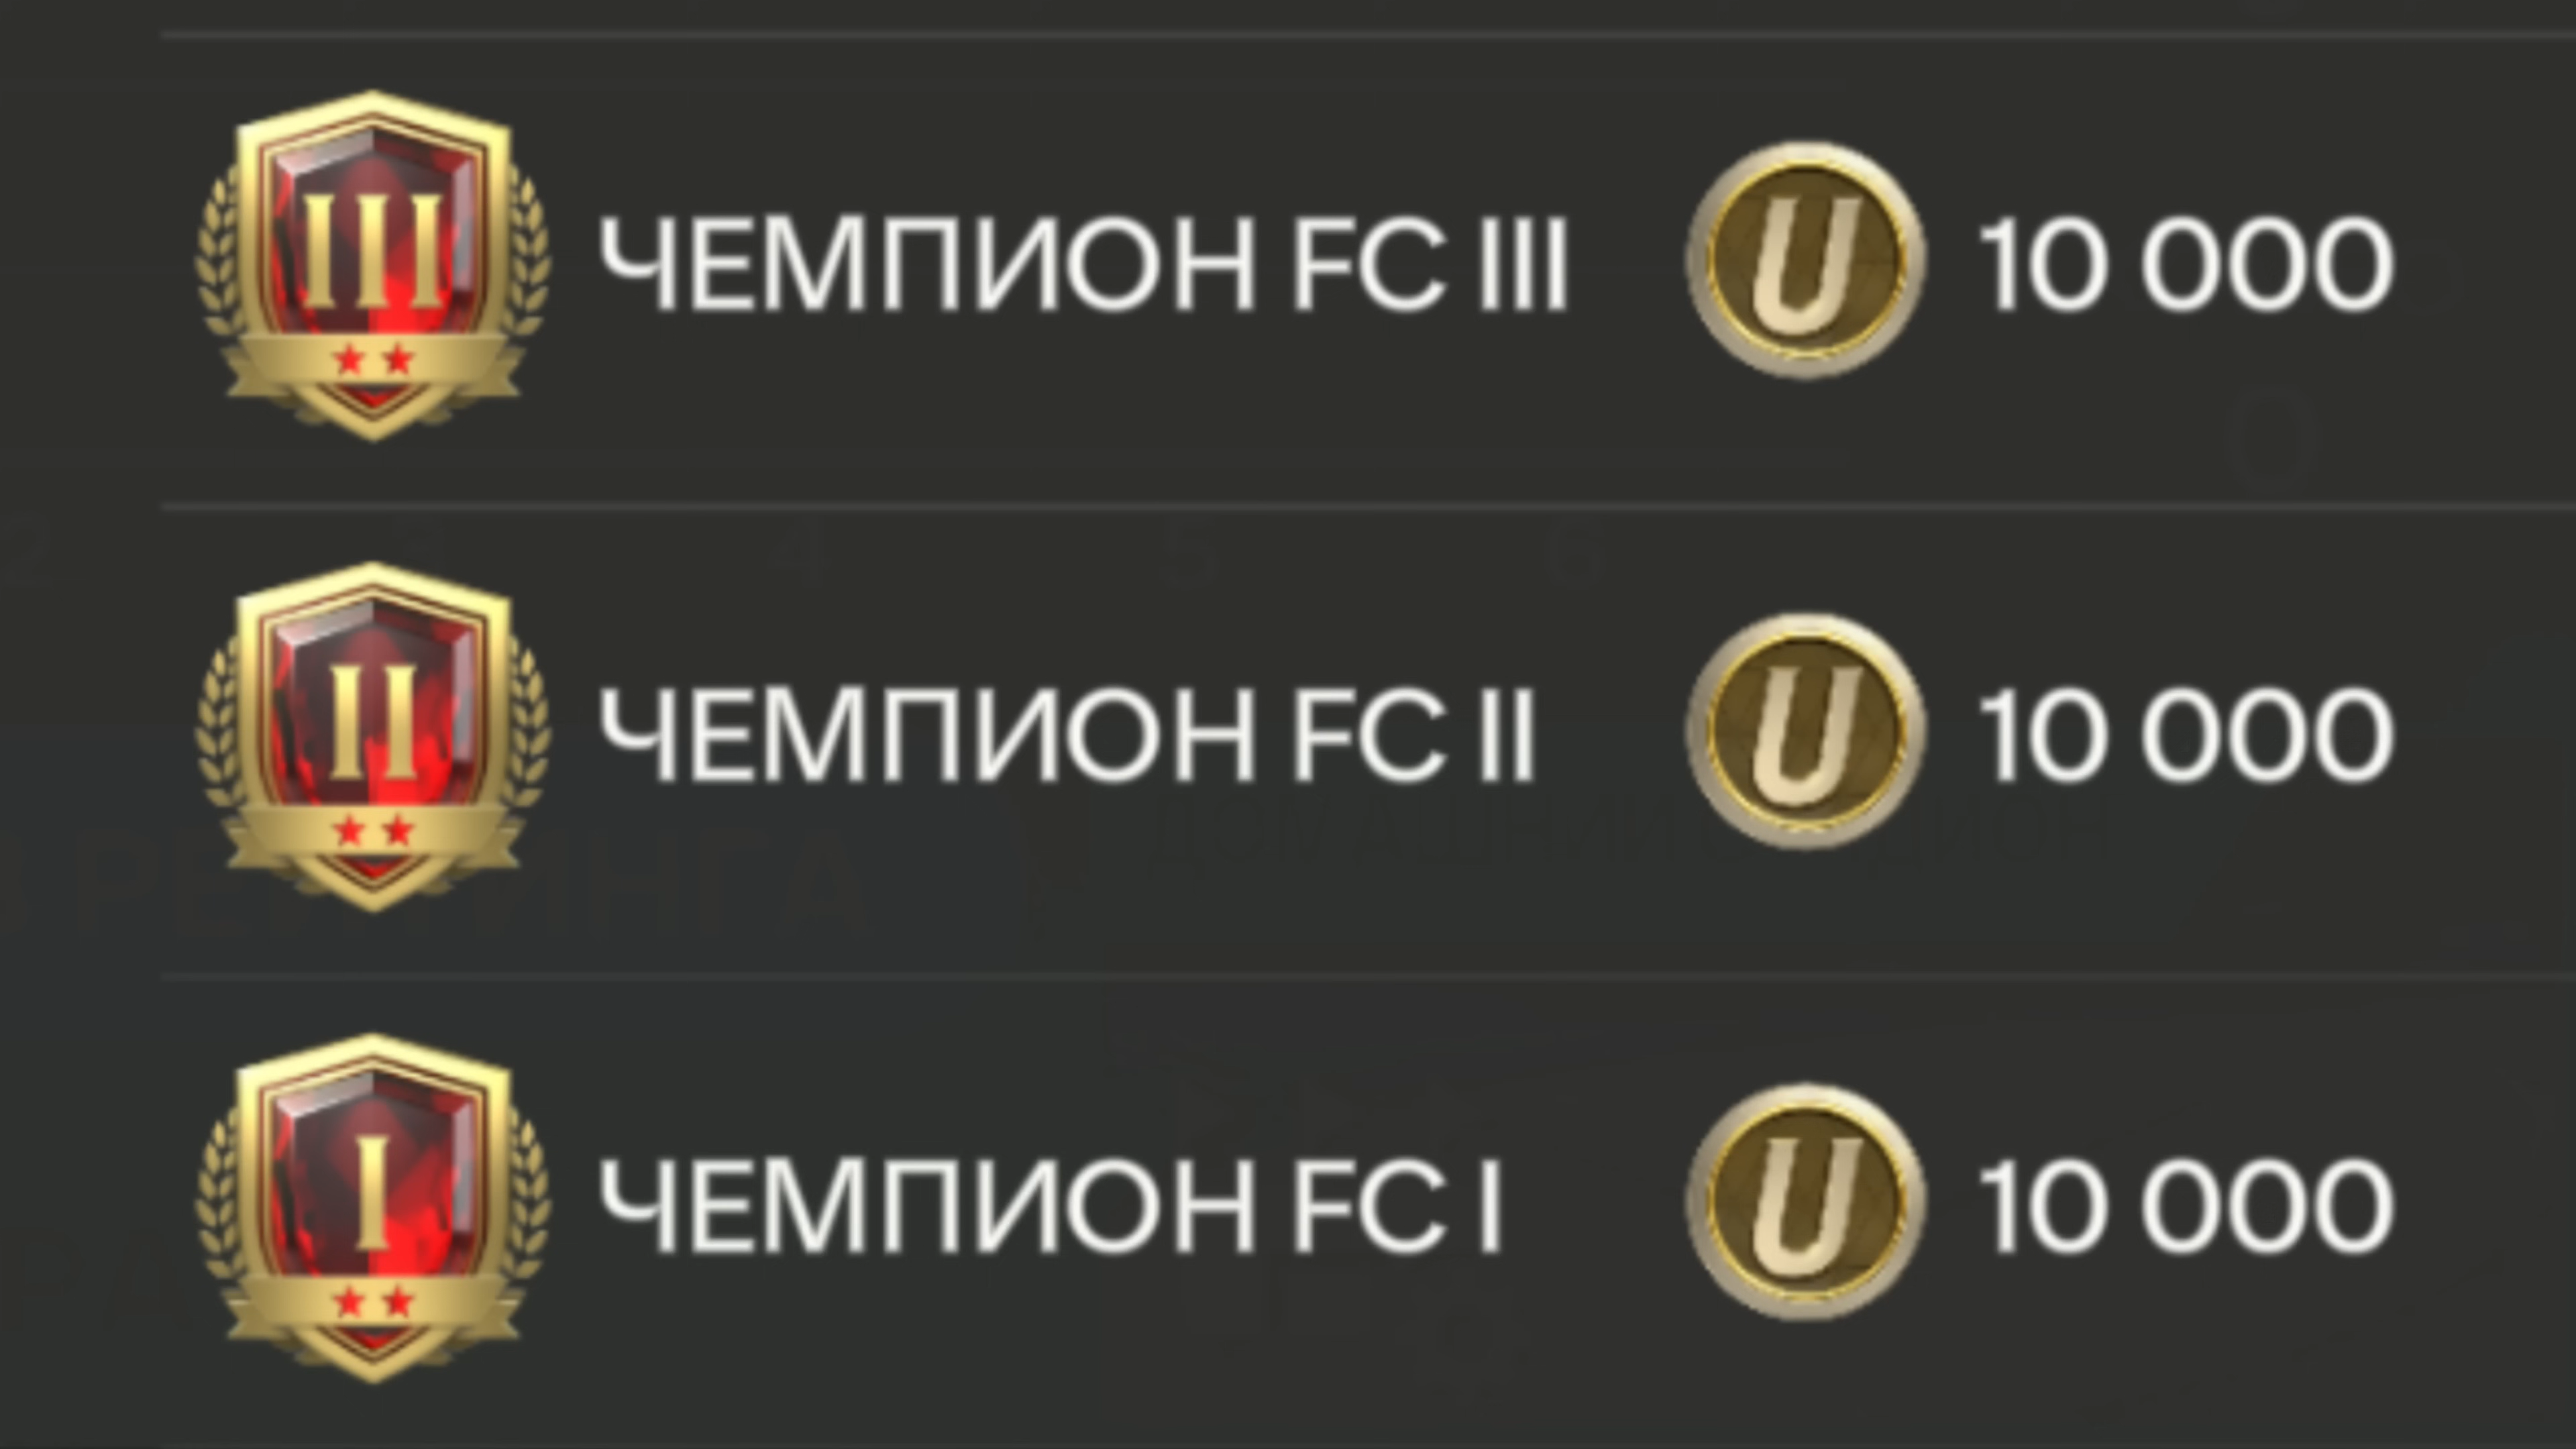 III ЧЕМПИОН FC III U 10 000
II ЧЕМПИОН FC II U 10 000
I ЧЕМПИОН FC I U 10 000